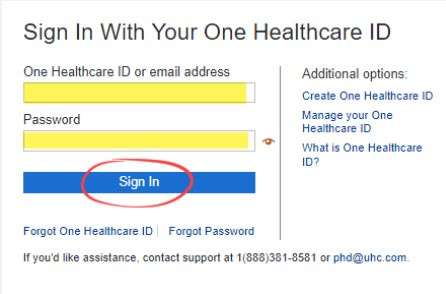 Sign In With Your One Healthcare ID
One Healthcare ID or email address
Password
Sign In
Forgot One Healthcare ID
Forgot Password
Additional options:
Create One Healthcare ID
Manage your One
Healthcare ID
What is One Healthcare
ID?
If you'd like assistance, contact support at 1(888)381-8581 or phd@uhc.com.